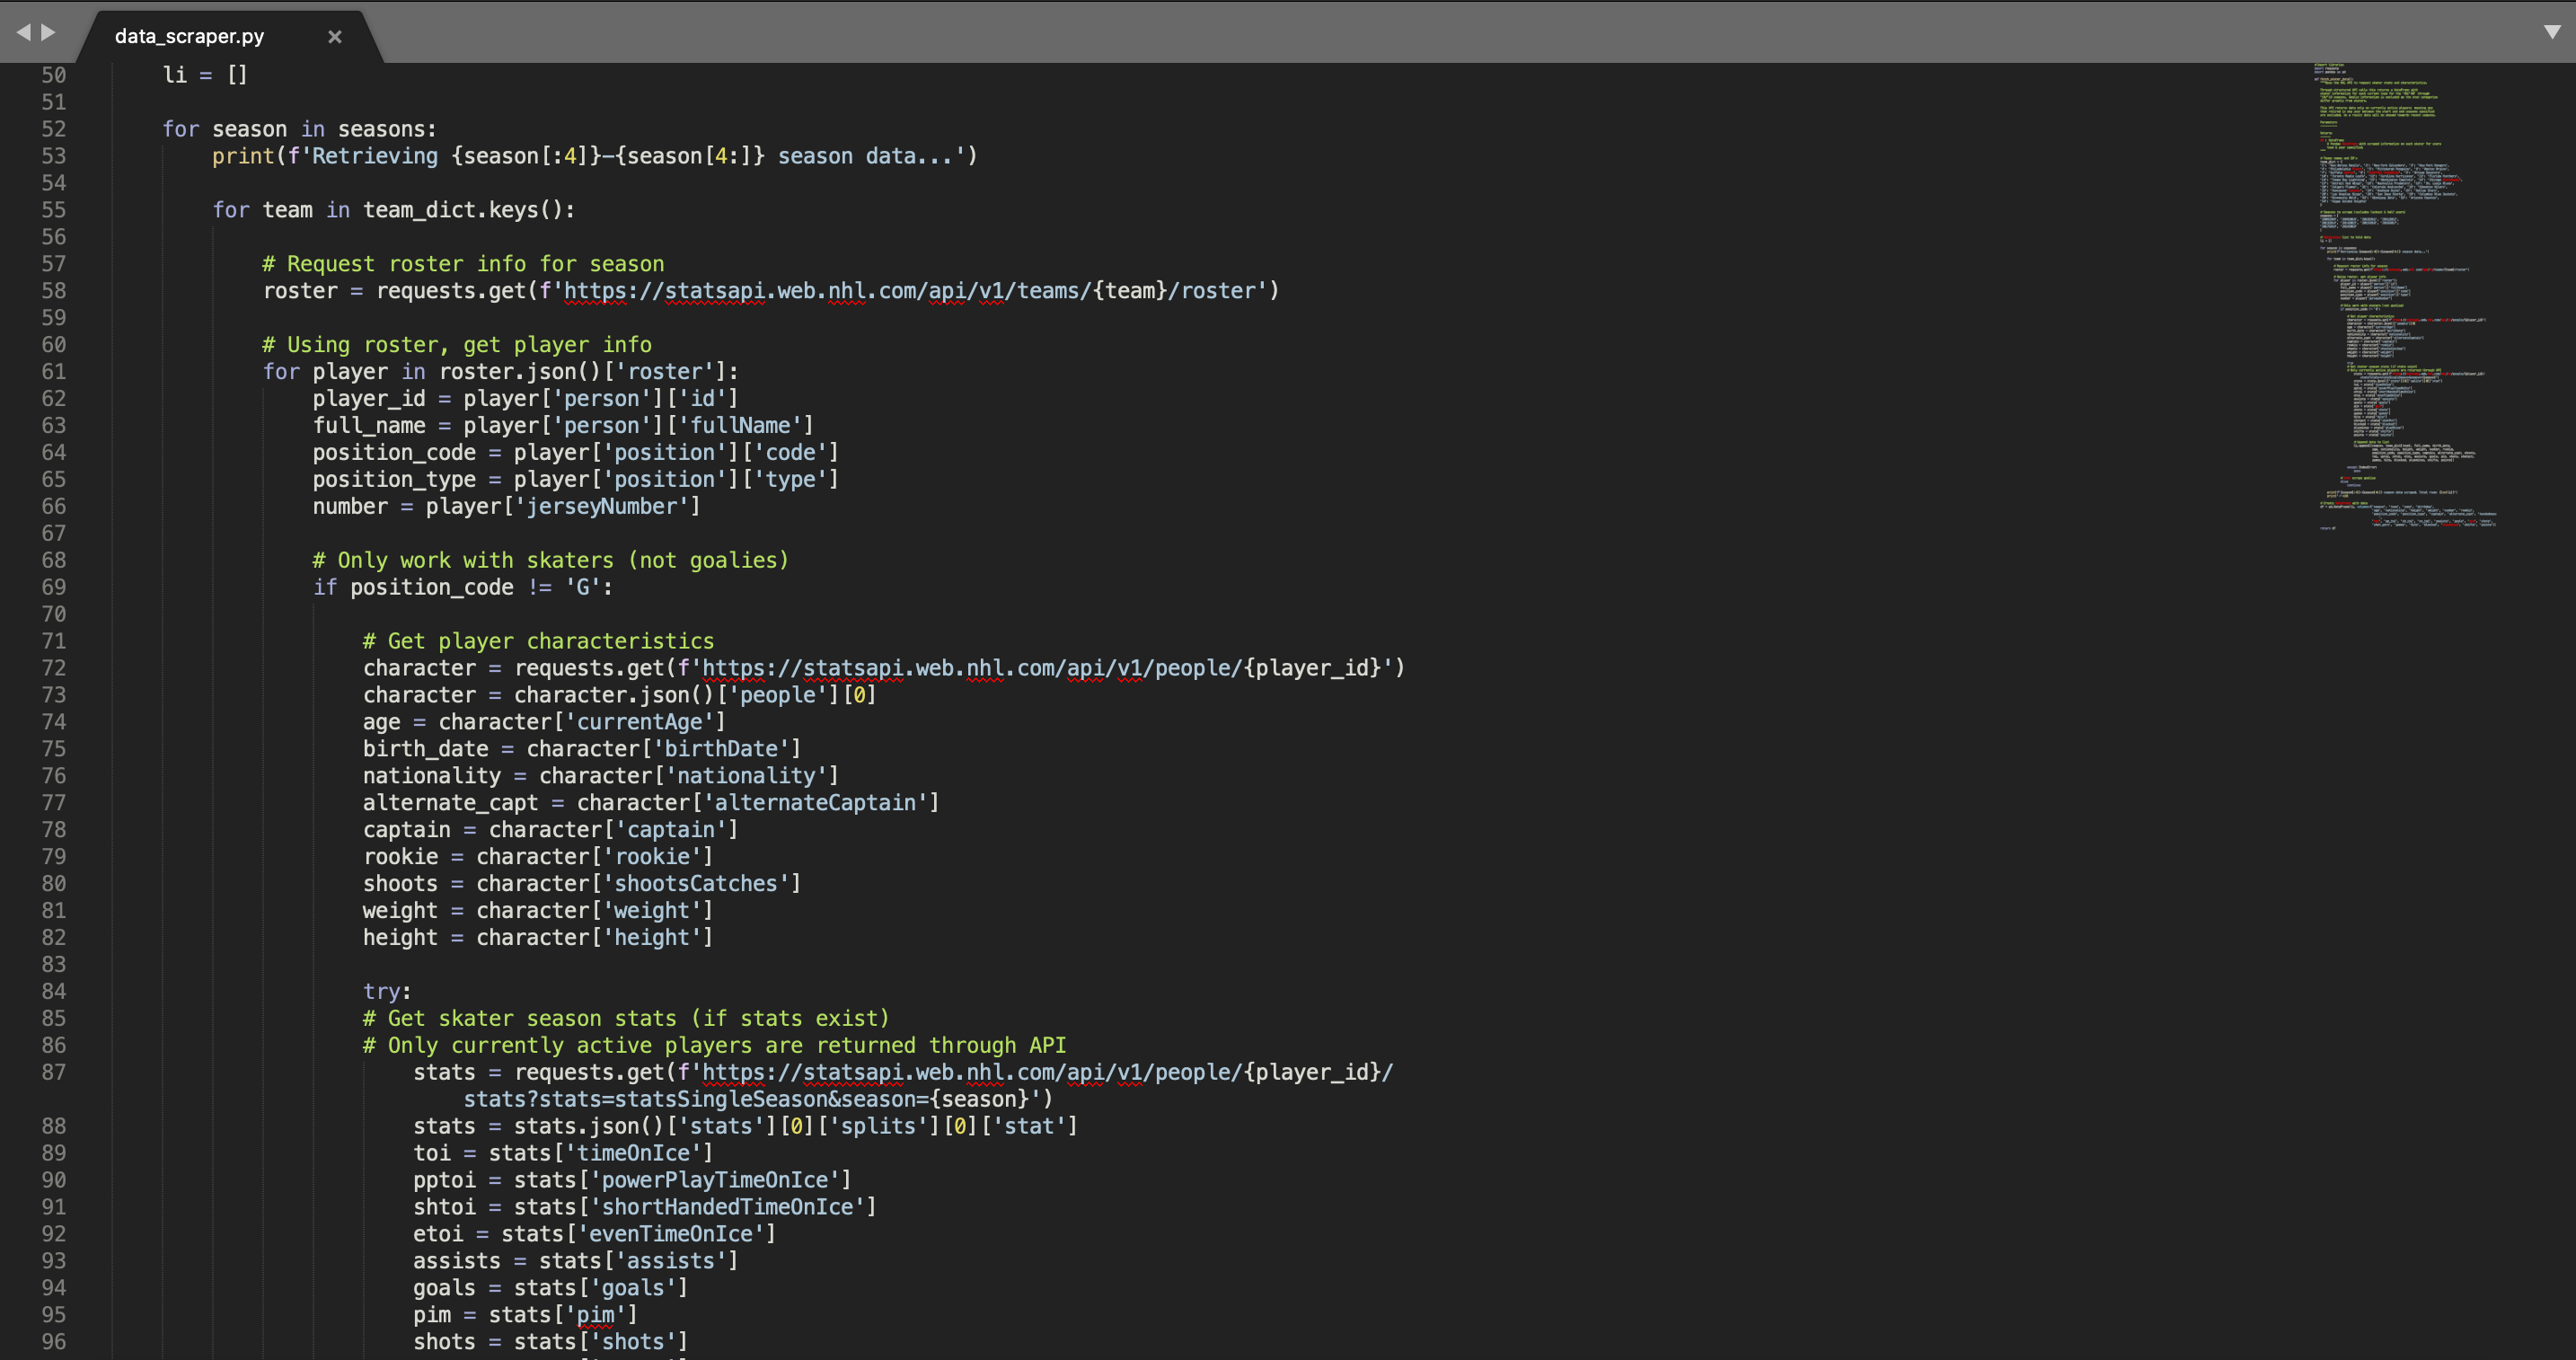 data_scraper.py ×
50 li = []
51
52 for season in seasons:
53 print(f'Retrieving {season[:4]}-{season[4:]} season data...')
54
55 for team in team_dict.keys():
56
57 # Request roster info for season
58 roster = requests.get(f'https://statsapi.web.nhl.com/api/v1/teams/{team}/roster')
59
60 # Using roster, get player info
61 for player in roster.json()['roster']:
62 player_id = player['person']['id']
63 full_name = player['person']['fullName']
64 position_code = player['position']['code']
65 position_type = player['position']['type']
66 number = player['jerseyNumber']
67
68 # Only work with skaters (not goalies)
69 if position_code != 'G':
70
71 # Get player characteristics
72 character = requests.get(f'https://statsapi.web.nhl.com/api/v1/people/{player_id}')
73 character = character.json()['people'][0]
74 age = character['currentAge']
75 birth_date = character['birthDate']
76 nationality = character['nationality']
77 alternate_capt = character['alternateCaptain']
78 captain = character['captain']
79 rookie = character['rookie']
80 shoots = character['shootsCatches']
81 weight = character['weight']
82 height = character['height']
83
84 try:
85 # Get skater season stats (if stats exist)
86 # Only currently active players are returned through API
87 stats = requests.get(f'https://statsapi.web.nhl.com/api/v1/people/{player_id}/
stats?stats=statsSingleSeason&season={season}')
88 stats = stats.json()['stats'][0]['splits'][0]['stat']
89 toi = stats['timeOnIce']
90 pptoi = stats['powerPlayTimeOnIce']
91 shtoi = stats['shortHandedTimeOnIce']
92 etoi = stats['evenTimeOnIce']
93 assists = stats['assists']
94 goals = stats['goals']
95 pim = stats['pim']
96 shots = stats['shots']